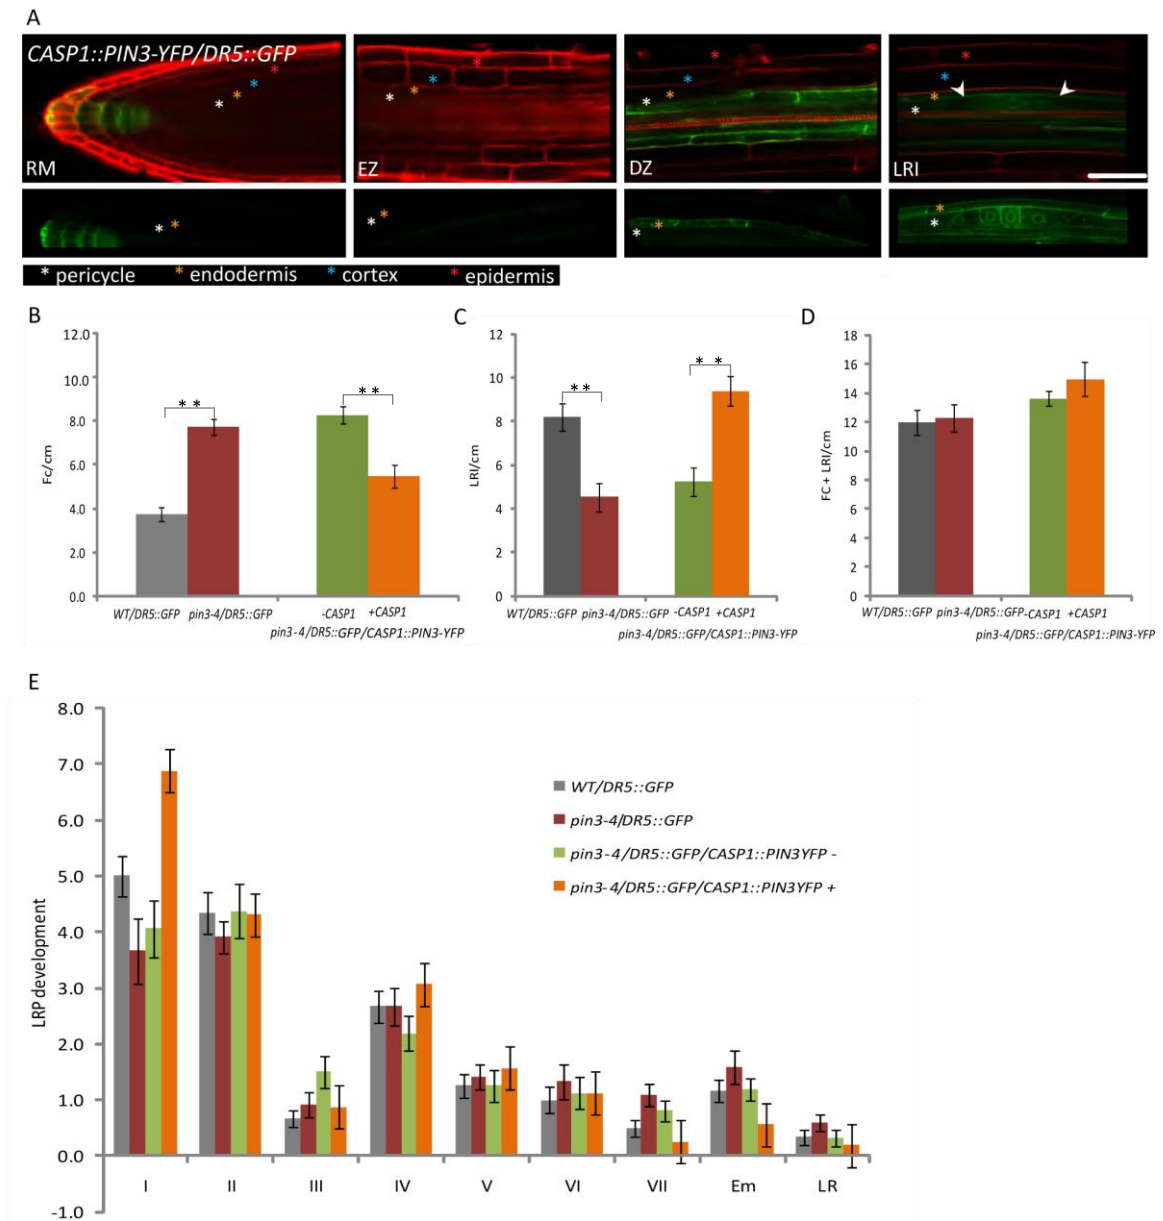 A
CASP1::PIN3-YFP/DR5::GFP
RM EZ DZ LRI
* pericycle * endodermis * cortex * epidermis
B
12.0
10.0
8.0
6.0
4.0
2.0
0.0
Fc/cm
**
**
WT/DR5::GFP pin3-4/DR5::GFP -CASP1 +CASP1
pin3-4/DR5::GFP/CASP1::PIN3-YFP
C
12
10
8
6
4
2
0
LRI/cm
**
* *
WT/DR5::GFP pin3-4/DR5::GFP -CASP1 +CASP1
pin3-4/DR5::GFP/CASP1::PIN3-YFP
D
18
16
14
12
10
8
6
4
2
0
FC + LRI/cm
WT/DR5::GFP pin3-4/DR5::GFP -CASP1 +CASP1
pin3-4/DR5::GFP/CASP1::PIN3-YFP
E
8.0
7.0
6.0
5.0
4.0
3.0
2.0
1.0
0.0
-1.0
LRP development
WT/DR5::GFP
pin3-4/DR5::GFP
pin3-4/DR5::GFP/CASP1::PIN3YFP -
pin3-4/DR5::GFP/CASP1::PIN3YFP +
I II III IV V VI VII Em LR